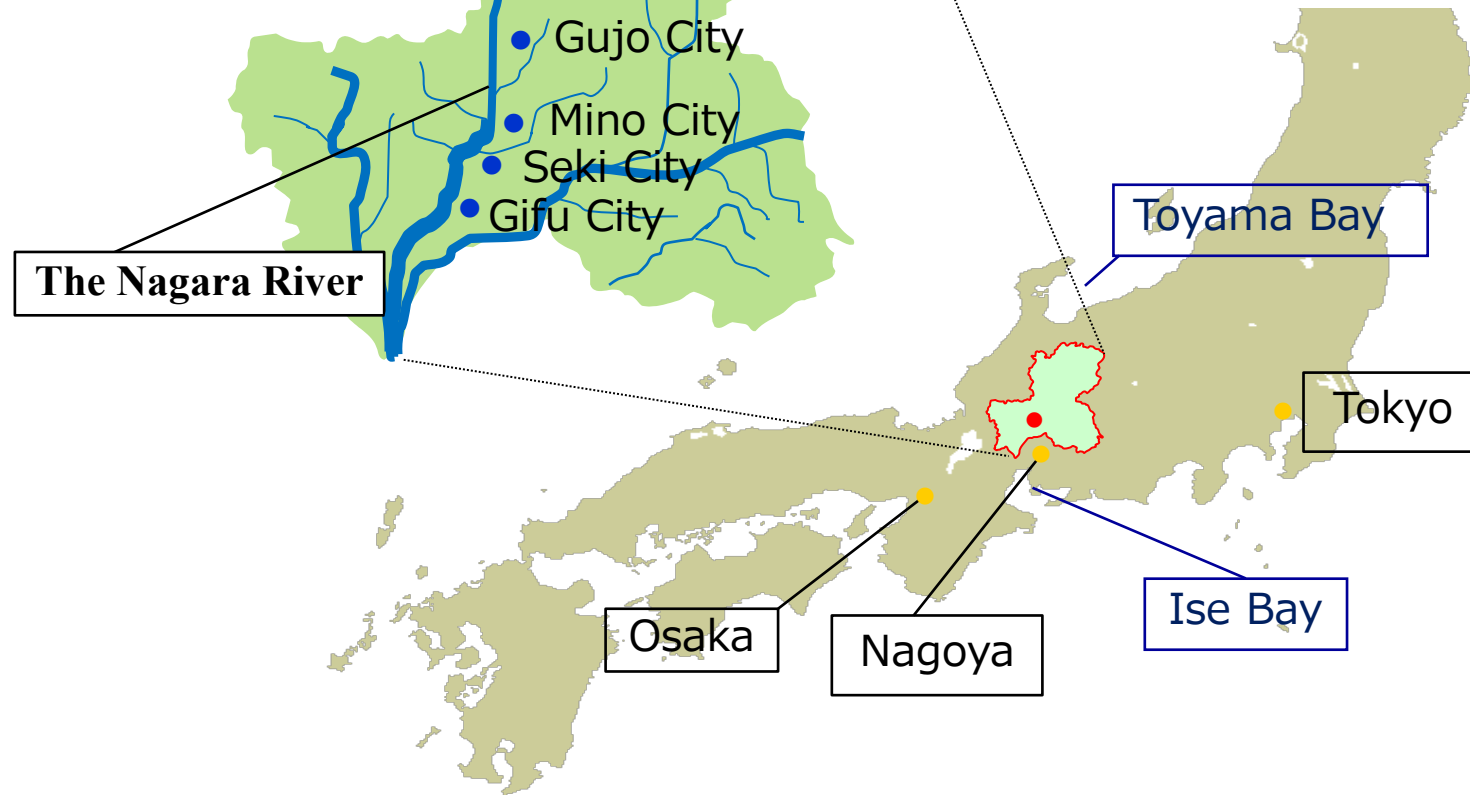 Gujo City
Mino City
Seki City
Gifu City
The Nagara River
Toyama Bay
Tokyo
Ise Bay
Osaka
Nagoya